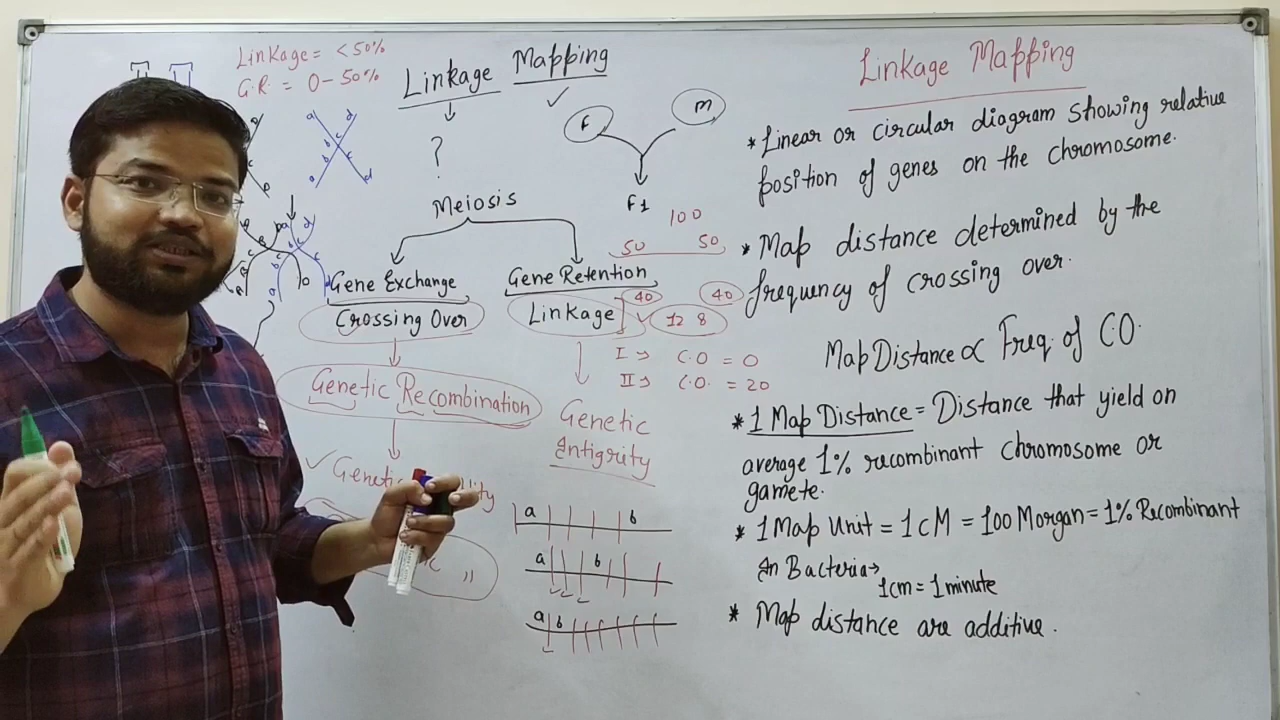 Linkage = <50%
G.R. = 0-50%
Linkage Mapping
?
Meiosis
Gene Exchange
Crossing Over
Genetic Recombination
Gene Retention
Linkage
Genetic
Antigrity
F
m
F1
100
50 50
40 40
12 8
I → C.O = 0
II → C.O. = 20
a b
a b
a b
Linkage Mapping
* Linear or circular diagram showing relative
position of genes on the chromosome.
* Map distance determined by the
frequency of crossing over.
Map Distance ∝ Freq. of C.O.
* 1 Map Distance = Distance that yield on
average 1% recombinant chromosome or
gamete.
* 1 Map Unit = 1 cM = 100 Morgan = 1% Recombinant
In Bacteria →
1cm = 1 minute
* Map distance are additive.